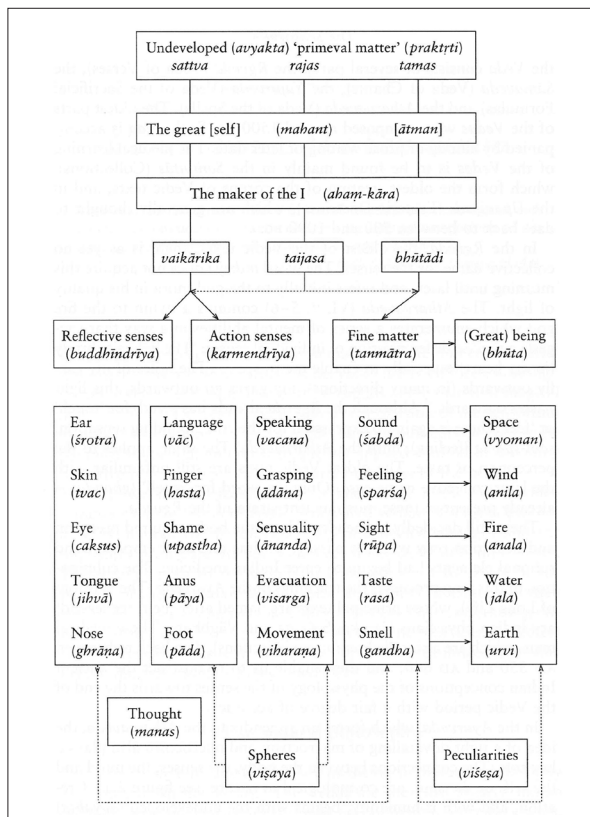 Undeveloped (avyakta) ‘primeval matter’ (praktṛti)
sattva rajas tamas
The great [self] (mahant) [ātman]
The maker of the I (ahaṃ-kāra)
vaikārika taijasa bhūtādi
Reflective senses
(buddhīndrīya)
Action senses
(karmendrīya)
Fine matter
(tanmātra)
(Great) being
(bhūta)
Ear
(śrotra)
Skin
(tvac)
Eye
(cakṣus)
Tongue
(jihvā)
Nose
(ghrāṇa)
Language
(vāc)
Finger
(hasta)
Shame
(upastha)
Anus
(pāya)
Foot
(pāda)
Speaking
(vacana)
Grasping
(ādāna)
Sensuality
(ānanda)
Evacuation
(visarga)
Movement
(viharaṇa)
Sound
(śabda)
Feeling
(sparśa)
Sight
(rūpa)
Taste
(rasa)
Smell
(gandha)
Space
(vyoman)
Wind
(anila)
Fire
(anala)
Water
(jala)
Earth
(urvi)
Thought
(manas)
Spheres
(viṣaya)
Peculiarities
(viśeṣa)